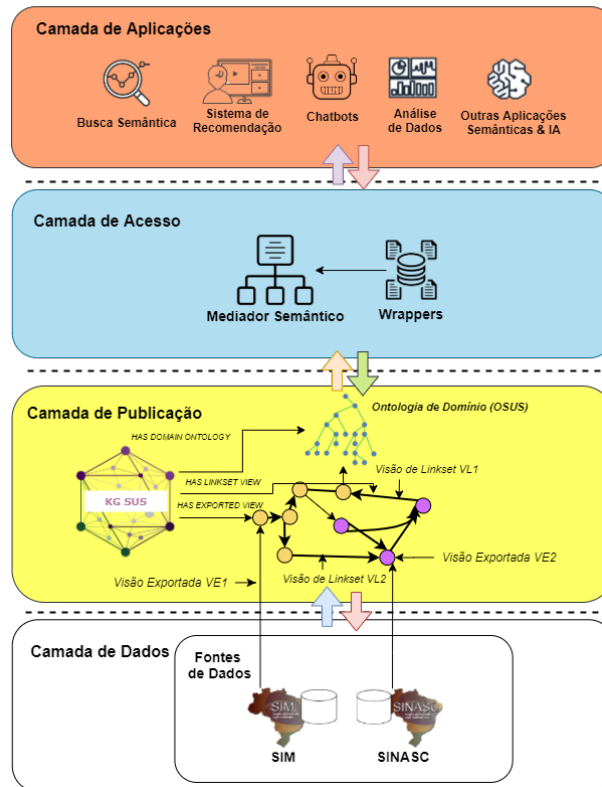 Camada de Aplicações
Busca Semântica
Sistema de
Recomendação
Chatbots
Análise
de Dados
Outras Aplicações
Semânticas & IA
Camada de Acesso
Mediador Semântico
Wrappers
Camada de Publicação
Ontologia de Domínio (OSUS)
HAS DOMAIN ONTOLOGY
Visão de Linkset VL1
HAS LINKSET VIEW
KG SUS
HAS EXPORTED VIEW
Visão Exportada VE2
Visão Exportada VE1
Visão de Linkset VL2
Camada de Dados
Fontes
de Dados
SIM
SINASC
SIM
SINASC